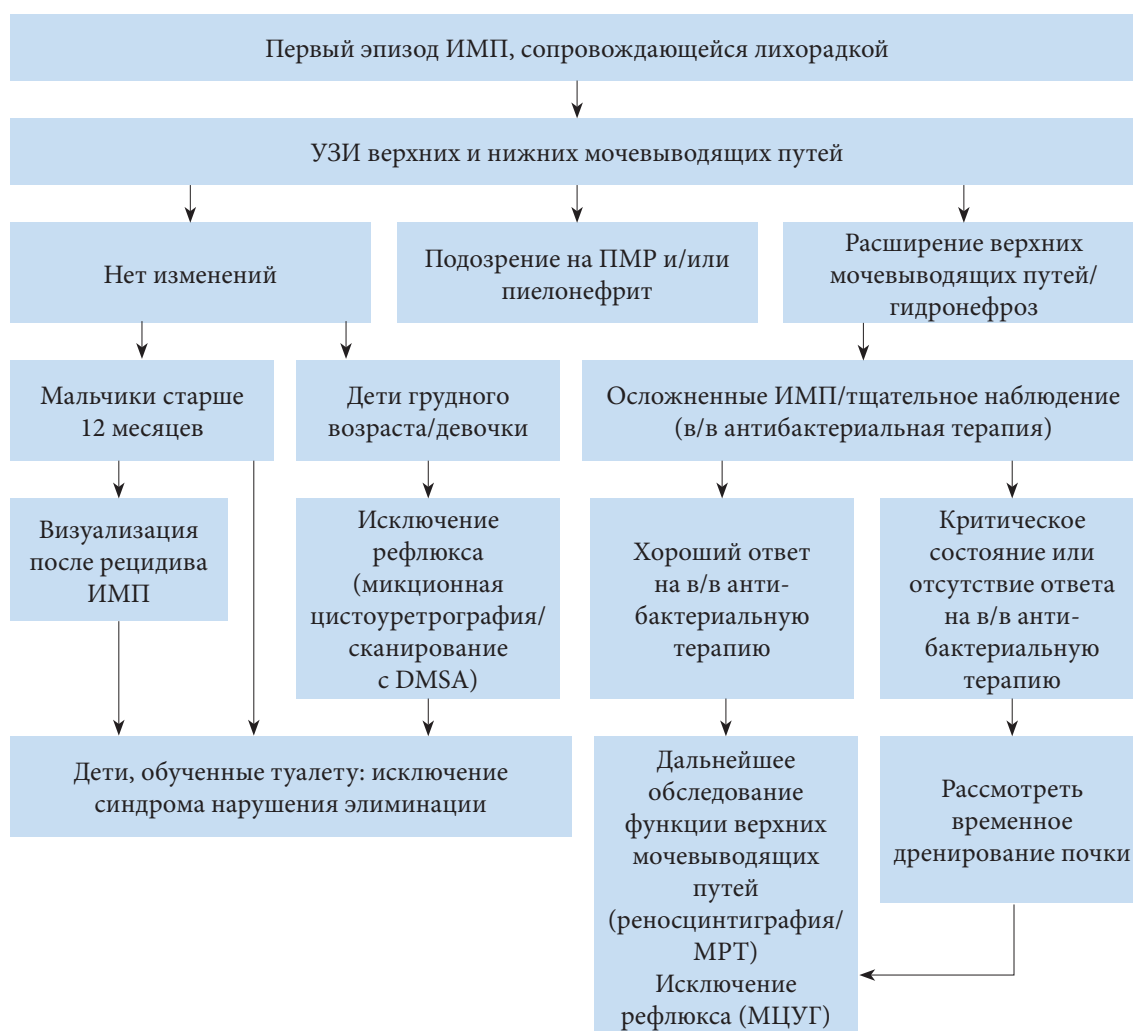 Первый эпизод ИМП, сопровождающейся лихорадкой
УЗИ верхних и нижних мочевыводящих путей
Нет изменений
Подозрение на ПМР и/или
пиелонефрит
Расширение верхних
мочевыводящих путей/
гидронефроз
Мальчики старше
12 месяцев
Дети грудного
возраста/девочки
Осложненные ИМП/тщательное наблюдение
(в/в антибактериальная терапия)
Визуализация
после рецидива
ИМП
Исключение
рефлюкса
(микционная
цистоуретрография/
сканирование
с DMSA)
Хороший ответ
на в/в анти-
бактериальную
терапию
Критическое
состояние или
отсутствие ответа
на в/в анти-
бактериальную
терапию
Дети, обученные туалету: исключение
синдрома нарушения элиминации
Дальнейшее
обследование
функции верхних
мочевыводящих
путей
(реносцинтиграфия/
МРТ)
Исключение
рефлюкса (МЦУГ)
Рассмотреть
временное
дренирование почки